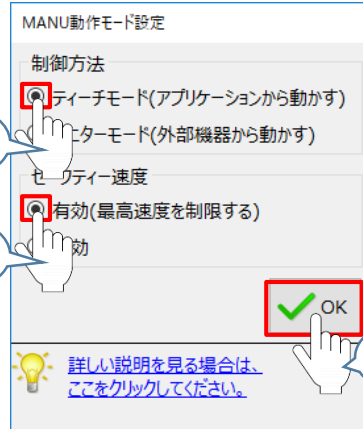 MANU動作モード設定
制御方法
ティーチモード(アプリケーションから動かす)
ターモード(外部機器から動かす)
セーフティー速度
有効(最高速度を制限する)
効
OK
詳しい説明を見る場合は、
ここをクリックしてください。